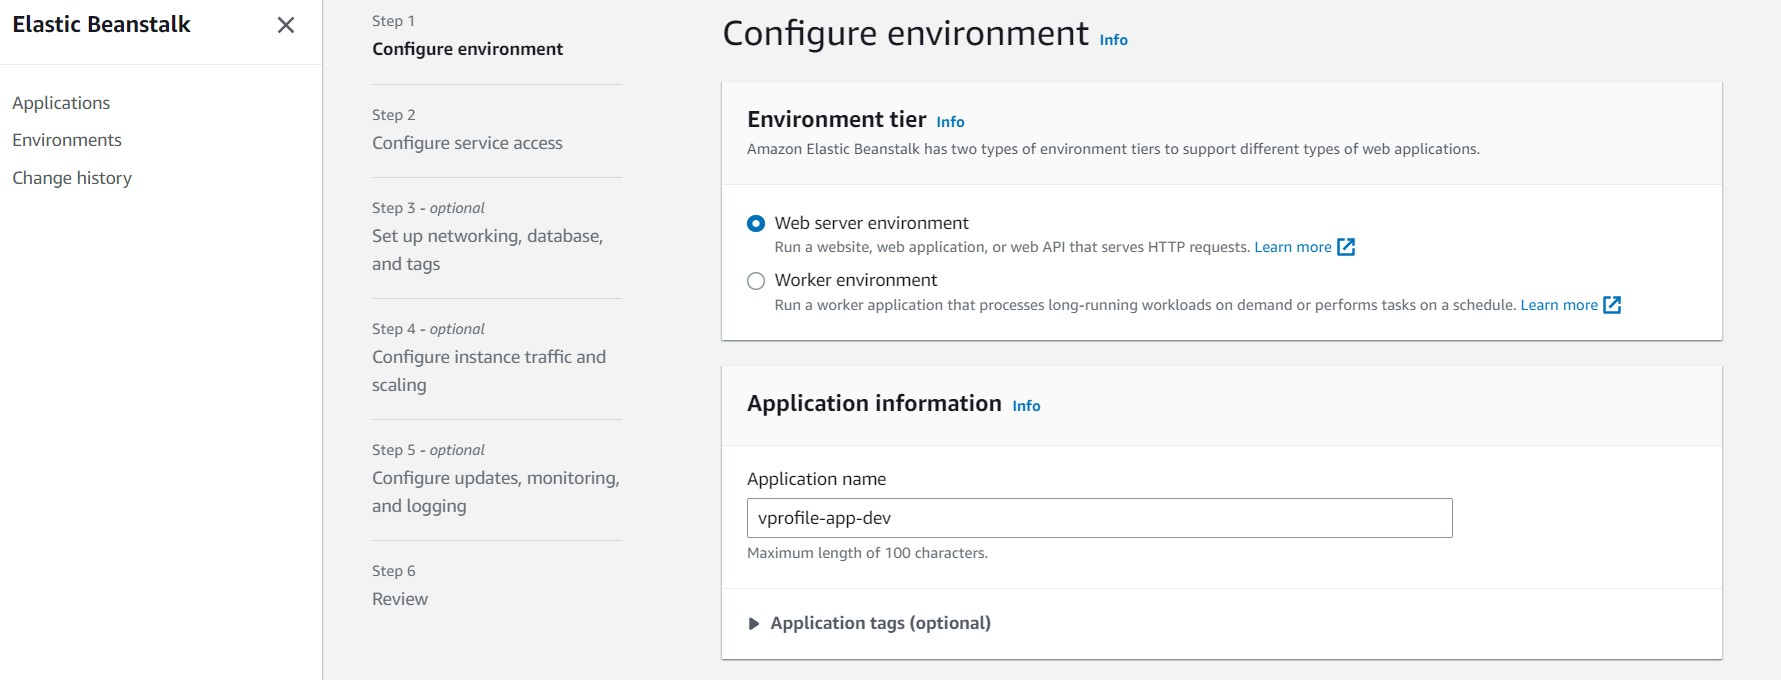 Elastic Beanstalk
Applications
Environments
Change history
Step 1
Configure environment
Step 2
Configure service access
Step 3 - optional
Set up networking, database,
and tags
Step 4 - optional
Configure instance traffic and
scaling
Step 5 - optional
Configure updates, monitoring,
and logging
Step 6
Review
Configure environment Info
Environment tier Info
Amazon Elastic Beanstalk has two types of environment tiers to support different types of web applications.
Web server environment
Run a website, web application, or web API that serves HTTP requests. Learn more
Worker environment
Run a worker application that processes long-running workloads on demand or performs tasks on a schedule. Learn more
Application information Info
Application name
vprofile-app-dev
Maximum length of 100 characters.
Application tags (optional)